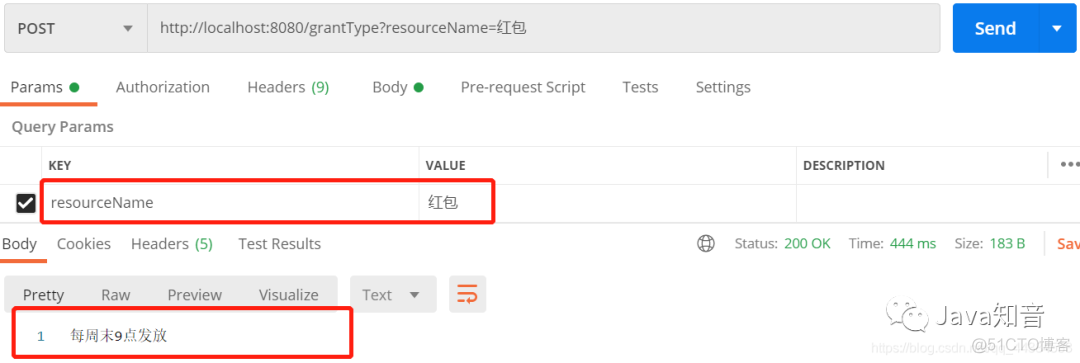 POST http://localhost:8080/grantType?resourceName=红包 Send
Params Authorization Headers (9) Body Pre-request Script Tests Settings
Query Params
KEY VALUE DESCRIPTION
resourceName 红包
Body Cookies Headers (5) Test Results Status: 200 OK Time: 444 ms Size: 183 B Sav
Pretty Raw Preview Visualize Text
1 每周末9点发放
Java知音
@51CTO博客